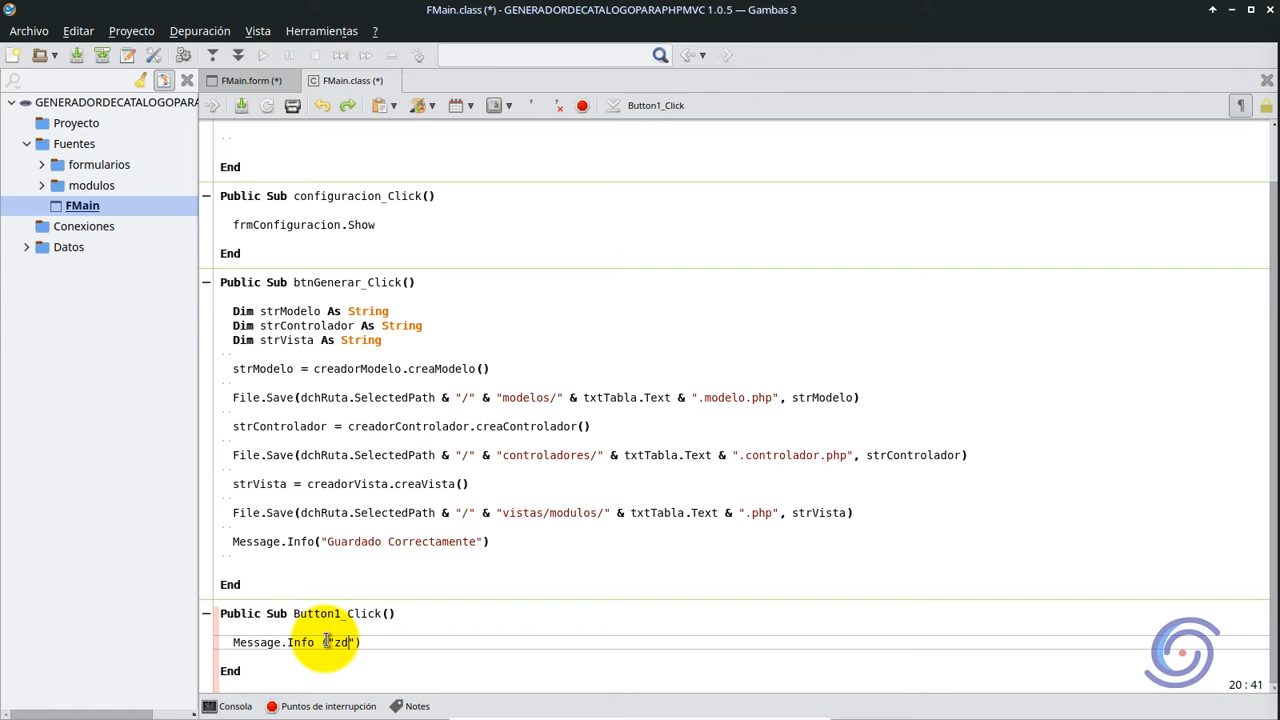 FMain.class (*) - GENERADORDECATALOGOPARAPHPMVC 1.0.5 - Gambas 3
Archivo Editar Proyecto Depuración Vista Herramientas ?
FMain.form (*) FMain.class (*)
Button1_Click
GENERADORDECATALOGOPARA
Proyecto
Fuentes
formularios
modulos
FMain
Conexiones
Datos
End
Public Sub configuracion_Click()
frmConfiguracion.Show
End
Public Sub btnGenerar_Click()
Dim strModelo As String
Dim strControlador As String
Dim strVista As String
strModelo = creadorModelo.creaModelo()
File.Save(dchRuta.SelectedPath & "/" & "modelos/" & txtTabla.Text & ".modelo.php", strModelo)
strControlador = creadorControlador.creaControlador()
File.Save(dchRuta.SelectedPath & "/" & "controladores/" & txtTabla.Text & ".controlador.php", strControlador)
strVista = creadorVista.creaVista()
File.Save(dchRuta.SelectedPath & "/" & "vistas/modulos/" & txtTabla.Text & ".php", strVista)
Message.Info("Guardado Correctamente")
End
Public Sub Button1_Click()
Message.Info ("zd")
End
20 : 41
Consola Puntos de interrupción Notes